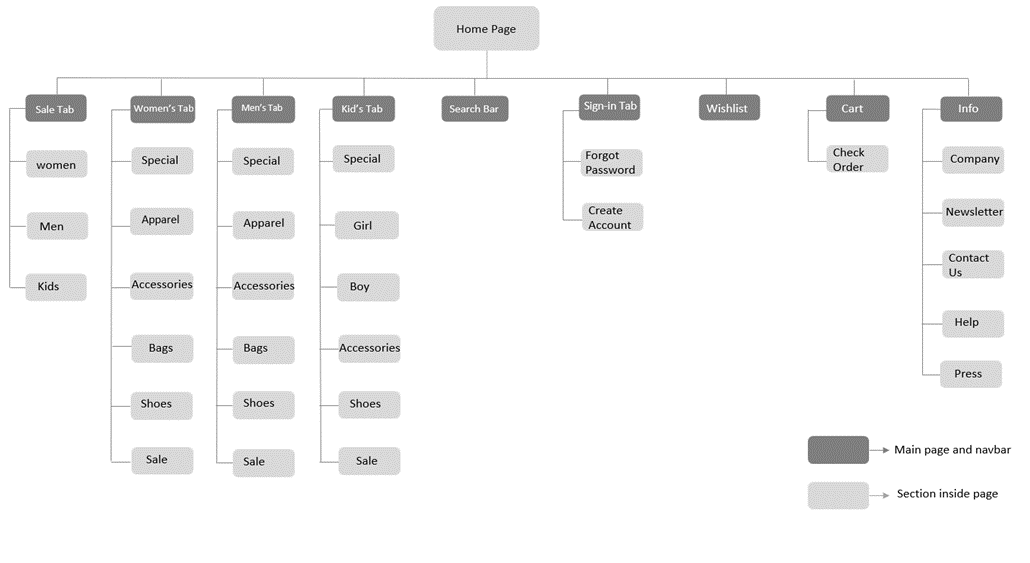 Home Page
Sale Tab
Women's Tab
Men's Tab
Kid's Tab
Search Bar
Sign-in Tab
Wishlist
Cart
Info
women
Men
Kids
Special
Apparel
Accessories
Bags
Shoes
Sale
Special
Apparel
Accessories
Bags
Shoes
Sale
Special
Girl
Boy
Accessories
Shoes
Sale
Forgot
Password
Create
Account
Check
Order
Company
Newsletter
Contact
Us
Help
Press
Main page and navbar
Section inside page